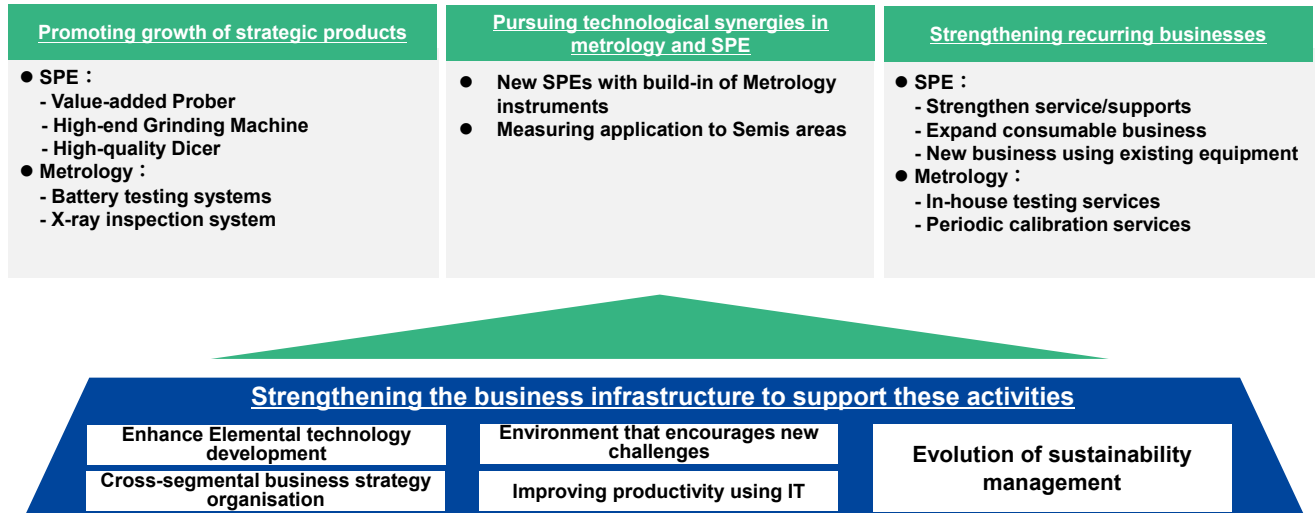 Promoting growth of strategic products
● SPE：
- Value-added Prober
- High-end Grinding Machine
- High-quality Dicer
● Metrology：
- Battery testing systems
- X-ray inspection system
Pursuing technological synergies in
metrology and SPE
● New SPEs with build-in of Metrology
instruments
● Measuring application to Semis areas
Strengthening recurring businesses
● SPE：
- Strengthen service/supports
- Expand consumable business
- New business using existing equipment
● Metrology：
- In-house testing services
- Periodic calibration services
Strengthening the business infrastructure to support these activities
Enhance Elemental technology
development
Cross-segmental business strategy
organisation
Environment that encourages new
challenges
Improving productivity using IT
Evolution of sustainability
management